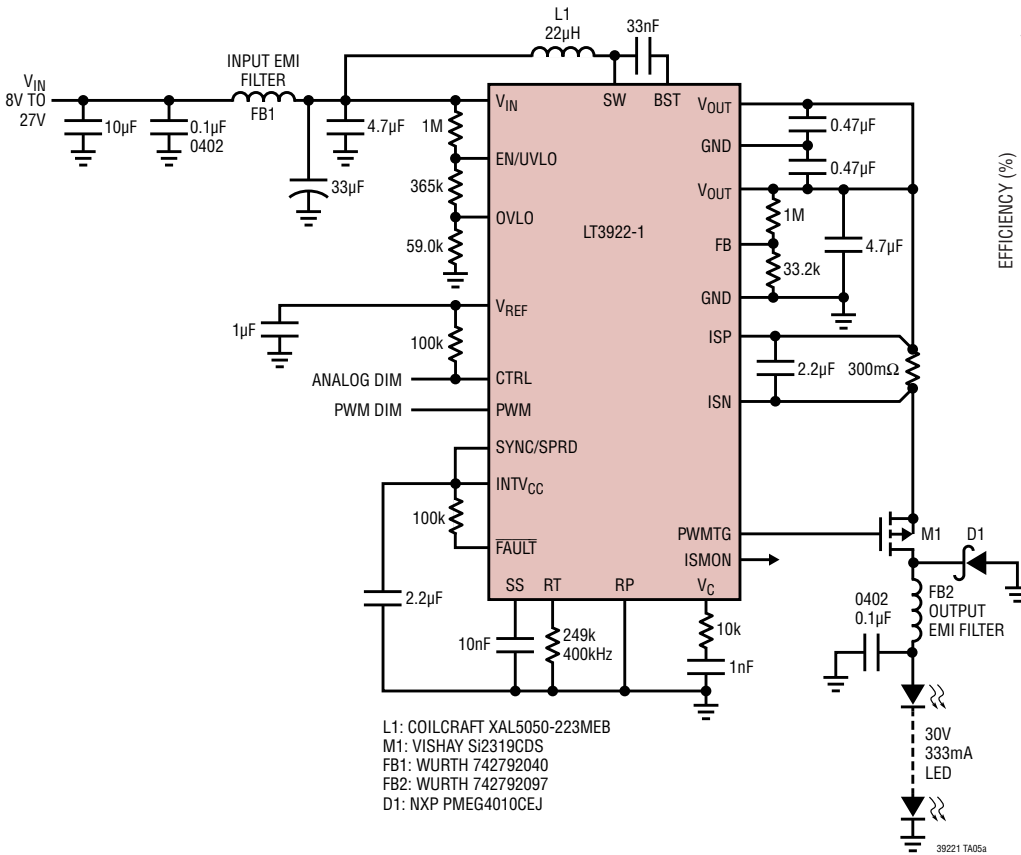 L1
22µH
33nF
INPUT EMI
FILTER
FB1
V_IN
8V TO
27V
10µF
0.1µF
0402
33µF
4.7µF
1M
365k
59.0k
V_IN
EN/UVLO
OVLO
SW
BST
V_OUT
GND
V_OUT
FB
GND
0.47µF
0.47µF
1M
33.2k
4.7µF
EFFICIENCY (%)
LT3922-1
1µF
V_REF
100k
ANALOG DIM
CTRL
PWM DIM
PWM
SYNC/SPRD
INTV_CC
100k
FAULT
2.2µF
ISP
ISN
2.2µF
300mΩ
PWMTG
ISMON
M1
D1
SS
RT
RP
V_C
10nF
249k
400kHz
10k
1nF
0402
0.1µF
FB2
OUTPUT
EMI FILTER
30V
333mA
LED
L1: COILCRAFT XAL5050-223MEB
M1: VISHAY Si2319CDS
FB1: WURTH 742792040
FB2: WURTH 742792097
D1: NXP PMEG4010CEJ
39221 TA05a